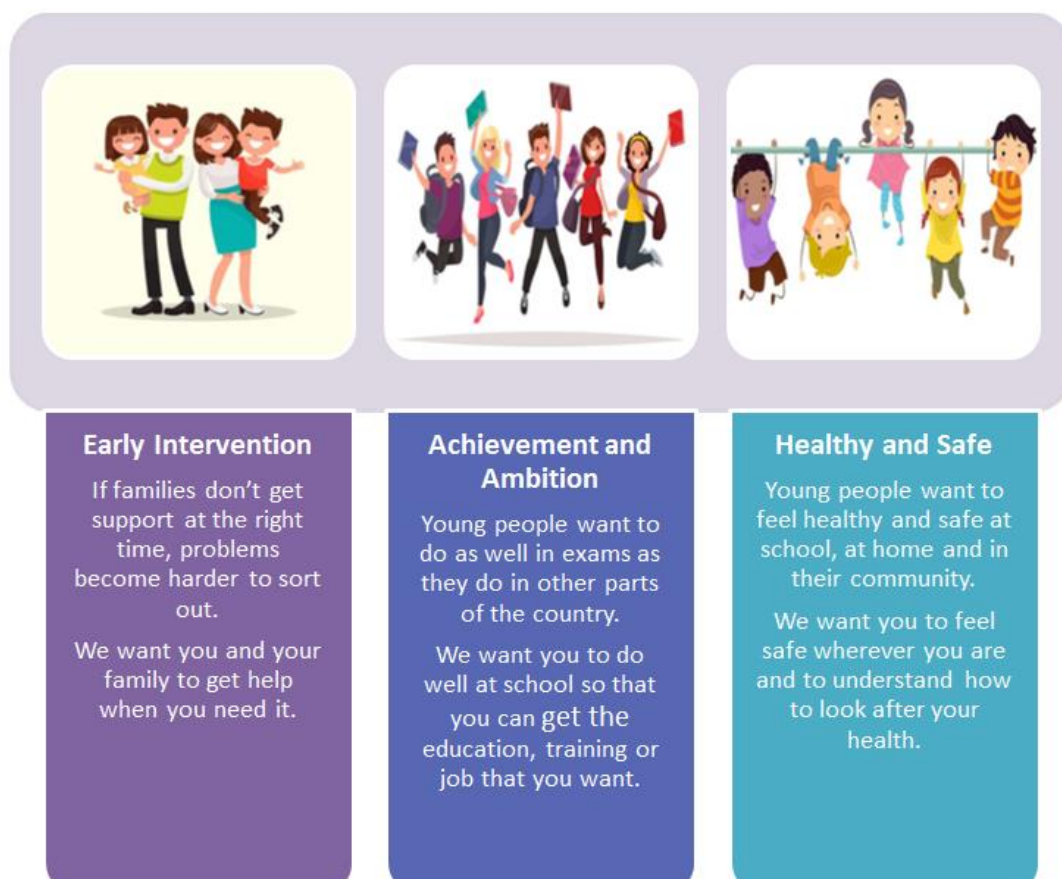 Early Intervention
If families don’t get
support at the right
time, problems
become harder to sort
out.
We want you and your
family to get help
when you need it.
Achievement and
Ambition
Young people want to
do as well in exams as
they do in other parts
of the country.
We want you to do
well at school so that
you can get the
education, training or
job that you want.
Healthy and Safe
Young people want to
feel healthy and safe at
school, at home and in
their community.
We want you to feel
safe wherever you are
and to understand how
to look after your
health.